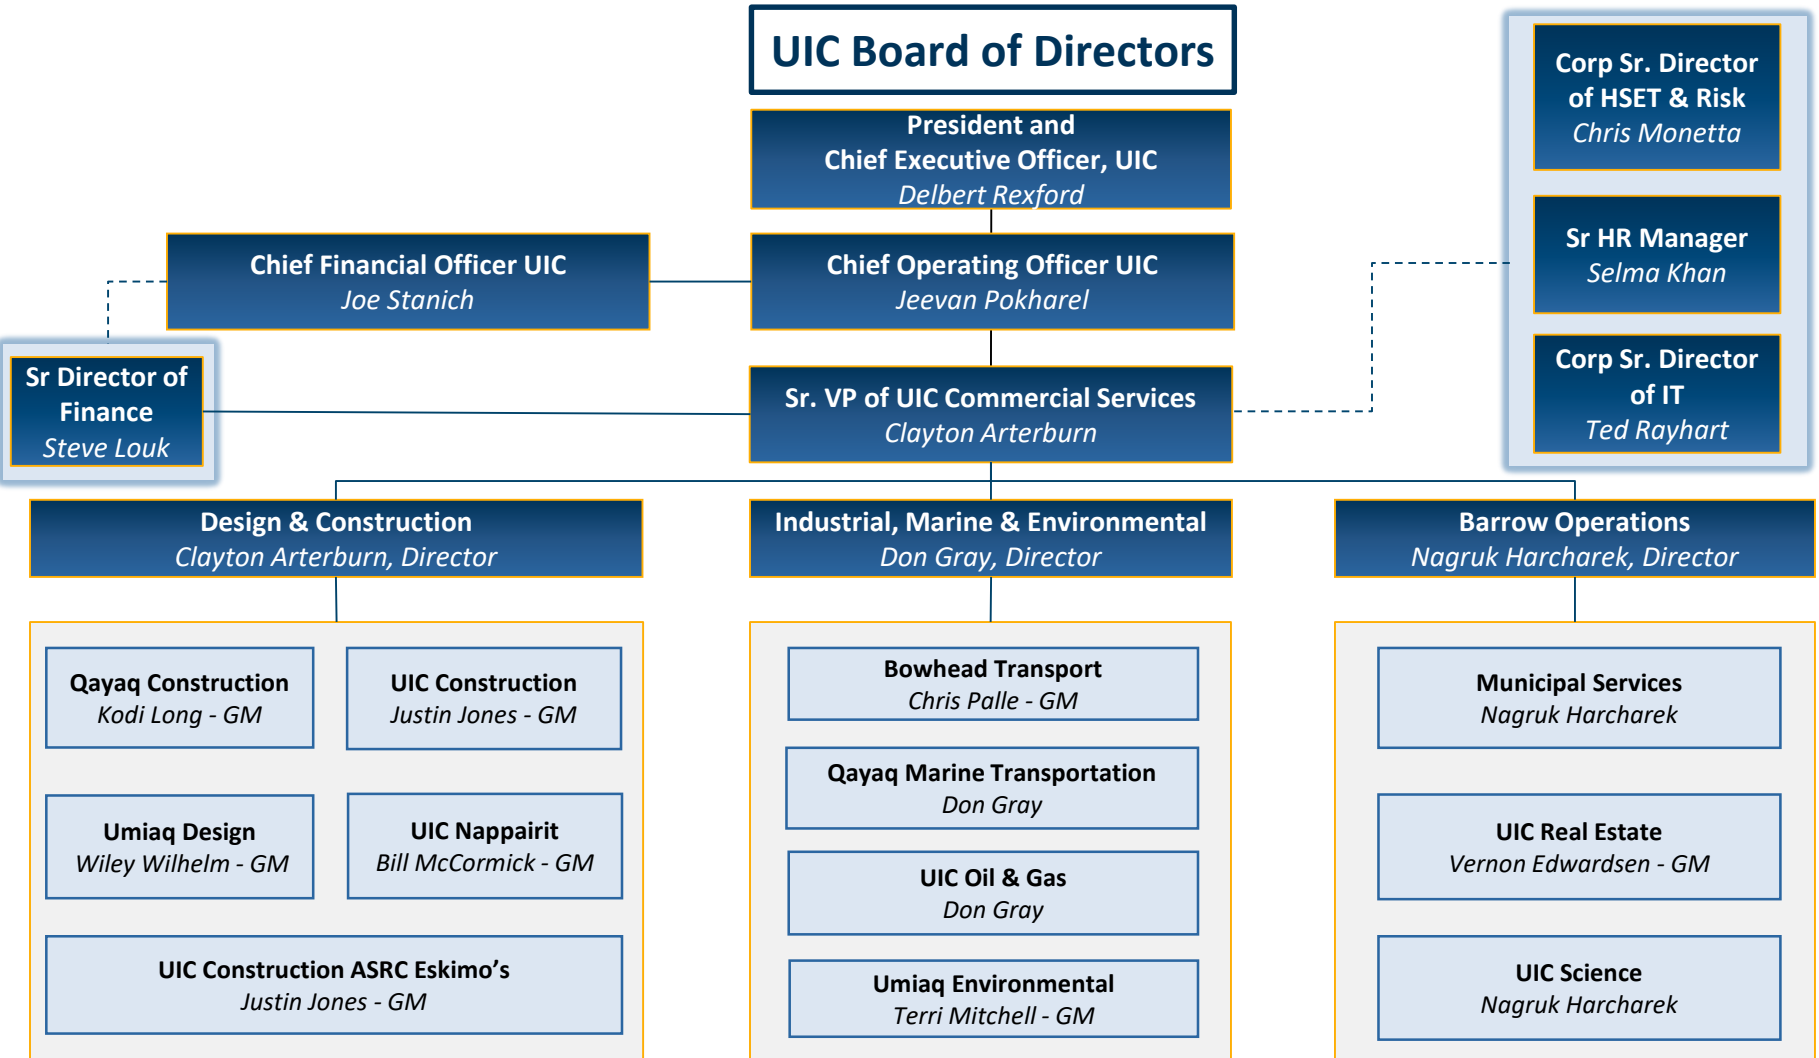 UIC Board of Directors
President and
Chief Executive Officer, UIC
Delbert Rexford
Corp Sr. Director
of HSET & Risk
Chris Monetta
Sr HR Manager
Selma Khan
Corp Sr. Director
of IT
Ted Rayhart
Chief Financial Officer UIC
Joe Stanich
Chief Operating Officer UIC
Jeevan Pokharel
Sr Director of
Finance
Steve Louk
Sr. VP of UIC Commercial Services
Clayton Arterburn
Design & Construction
Clayton Arterburn, Director
Industrial, Marine & Environmental
Don Gray, Director
Barrow Operations
Nagruk Harcharek, Director
Qayaq Construction
Kodi Long - GM
UIC Construction
Justin Jones - GM
Umiaq Design
Wiley Wilhelm - GM
UIC Nappairit
Bill McCormick - GM
UIC Construction ASRC Eskimo’s
Justin Jones - GM
Bowhead Transport
Chris Palle - GM
Qayaq Marine Transportation
Don Gray
UIC Oil & Gas
Don Gray
Umiaq Environmental
Terri Mitchell - GM
Municipal Services
Nagruk Harcharek
UIC Real Estate
Vernon Edwardsen - GM
UIC Science
Nagruk Harcharek